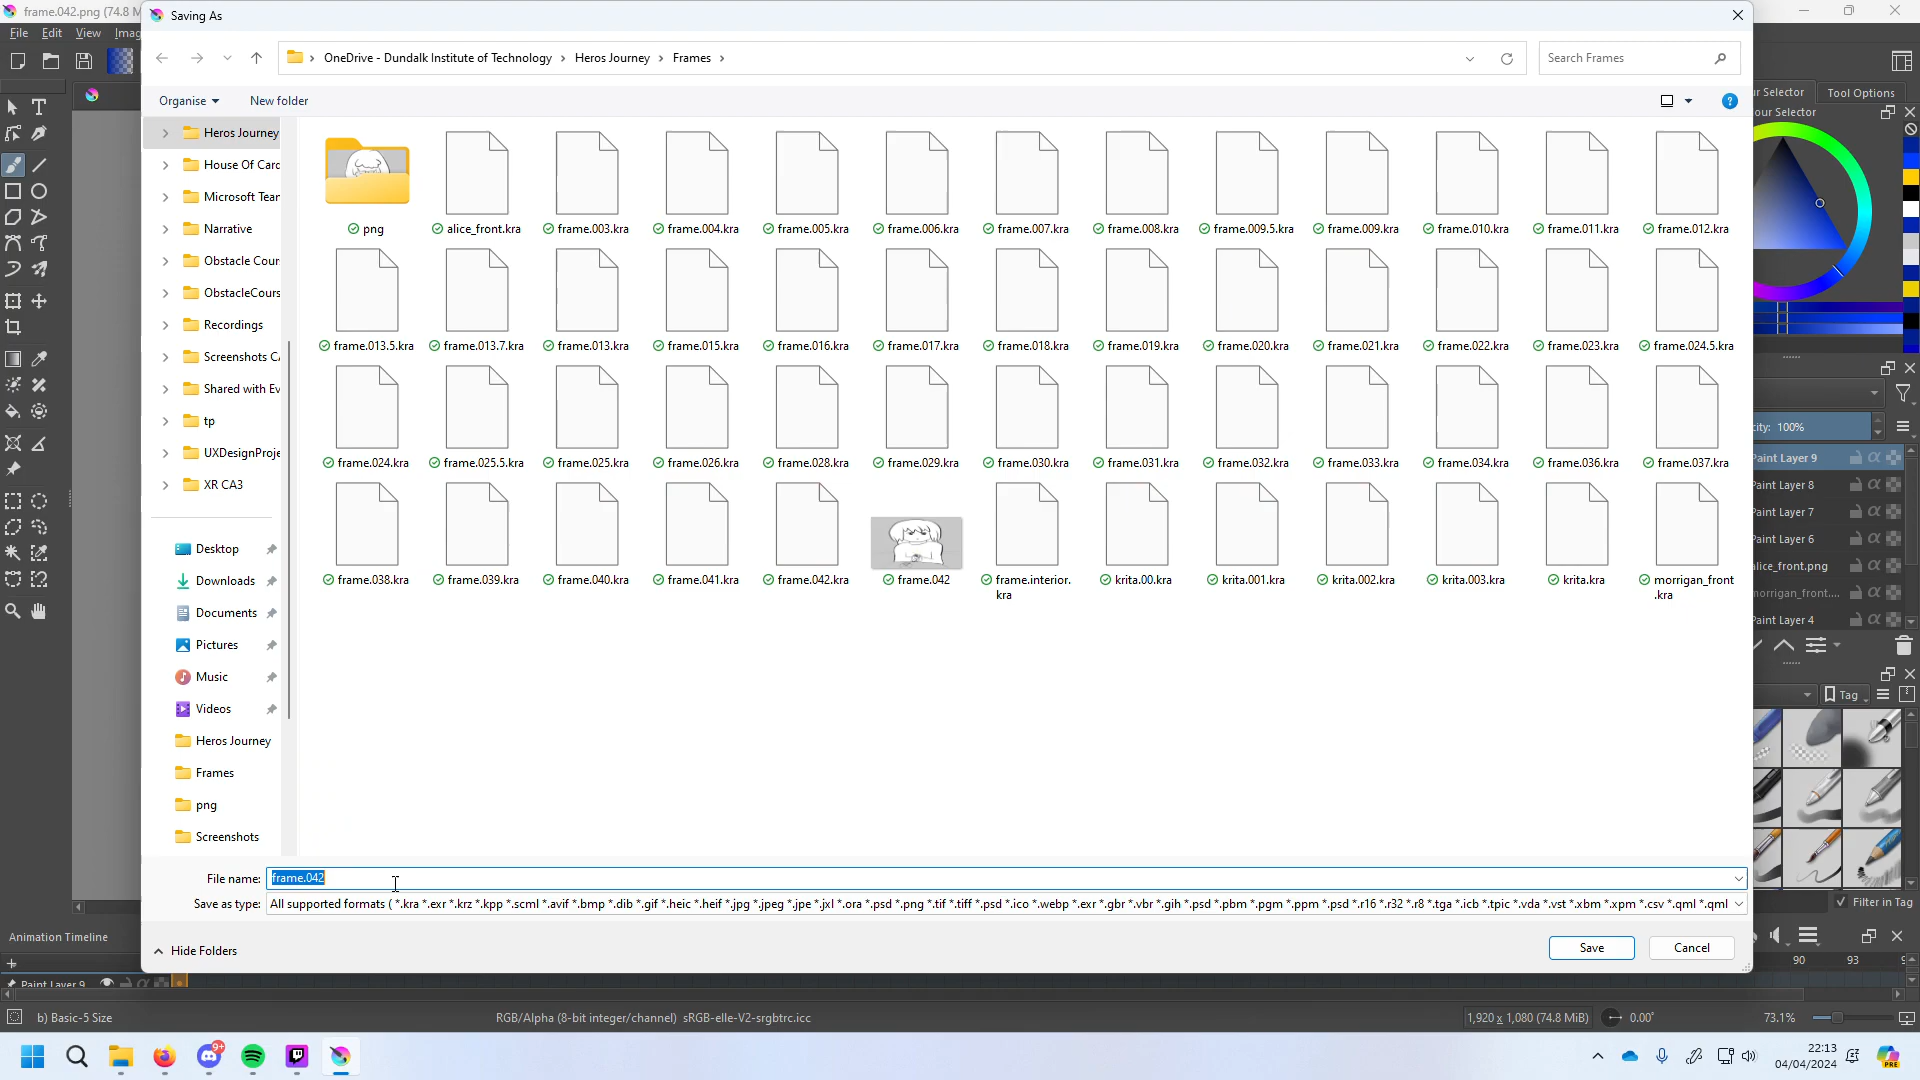 frame.042.png (74.8 M
Saving As
File Edit View Imag
OneDrive - Dundalk Institute of Technology > Heros Journey > Frames >
Search Frames
Organise
New folder
Heros Journey
House Of Card
Microsoft Tear
Narrative
Obstacle Cour
ObstacleCours
Recordings
Screenshots C
Shared with Ev
tp
UXDesignProje
XR CA3
Desktop
Downloads
Documents
Pictures
Music
Videos
Heros Journey
Frames
png
Screenshots
png alice_front.kra frame.003.kra frame.004.kra frame.005.kra frame.006.kra frame.007.kra frame.008.kra frame.009.5.kra frame.009.kra frame.010.kra frame.011.kra frame.012.kra
frame.013.5.kra frame.013.7.kra frame.013.kra frame.015.kra frame.016.kra frame.017.kra frame.018.kra frame.019.kra frame.020.kra frame.021.kra frame.022.kra frame.023.kra frame.024.5.kra
frame.024.kra frame.025.5.kra frame.025.kra frame.026.kra frame.028.kra frame.029.kra frame.030.kra frame.031.kra frame.032.kra frame.033.kra frame.034.kra frame.036.kra frame.037.kra
frame.038.kra frame.039.kra frame.040.kra frame.041.kra frame.042.kra frame.042 frame.interior. krita.00.kra krita.001.kra krita.002.kra krita.003.kra krita.kra morrigan_front
kra .kra
File name: frame.042
Save as type: All supported formats ( *.kra *.exr *.krz *.kpp *.scml *.avif *.bmp *.dib *.gif *.heic *.heif *.jpg *.jpeg *.jpe *.jxl *.ora *.psd *.png *.tif *.tiff *.psd *.ico *.webp *.exr *.gbr *.vbr *.gih *.psd *.pbm *.pgm *.ppm *.psd *.r16 *.r32 *.r8 *.tga *.icb *.tpic *.vda *.vst *.xbm *.xpm *.csv *.qml *.qml
Hide Folders
Save
Cancel
ur Selector Tool Options
our Selector
city: 100%
Paint Layer 9
Paint Layer 8
Paint Layer 7
Paint Layer 6
alice_front.png
morrigan_front....
Paint Layer 4
Tag
Filter in Tag
Animation Timeline
90 93 9
Paint Layer 9
b) Basic-5 Size
RGB/Alpha (8-bit integer/channel) sRGB-elle-V2-srgbtrc.icc
1,920 x 1,080 (74.8 MiB)
0.00°
73.1%
9+
22:13
04/04/2024
PRE